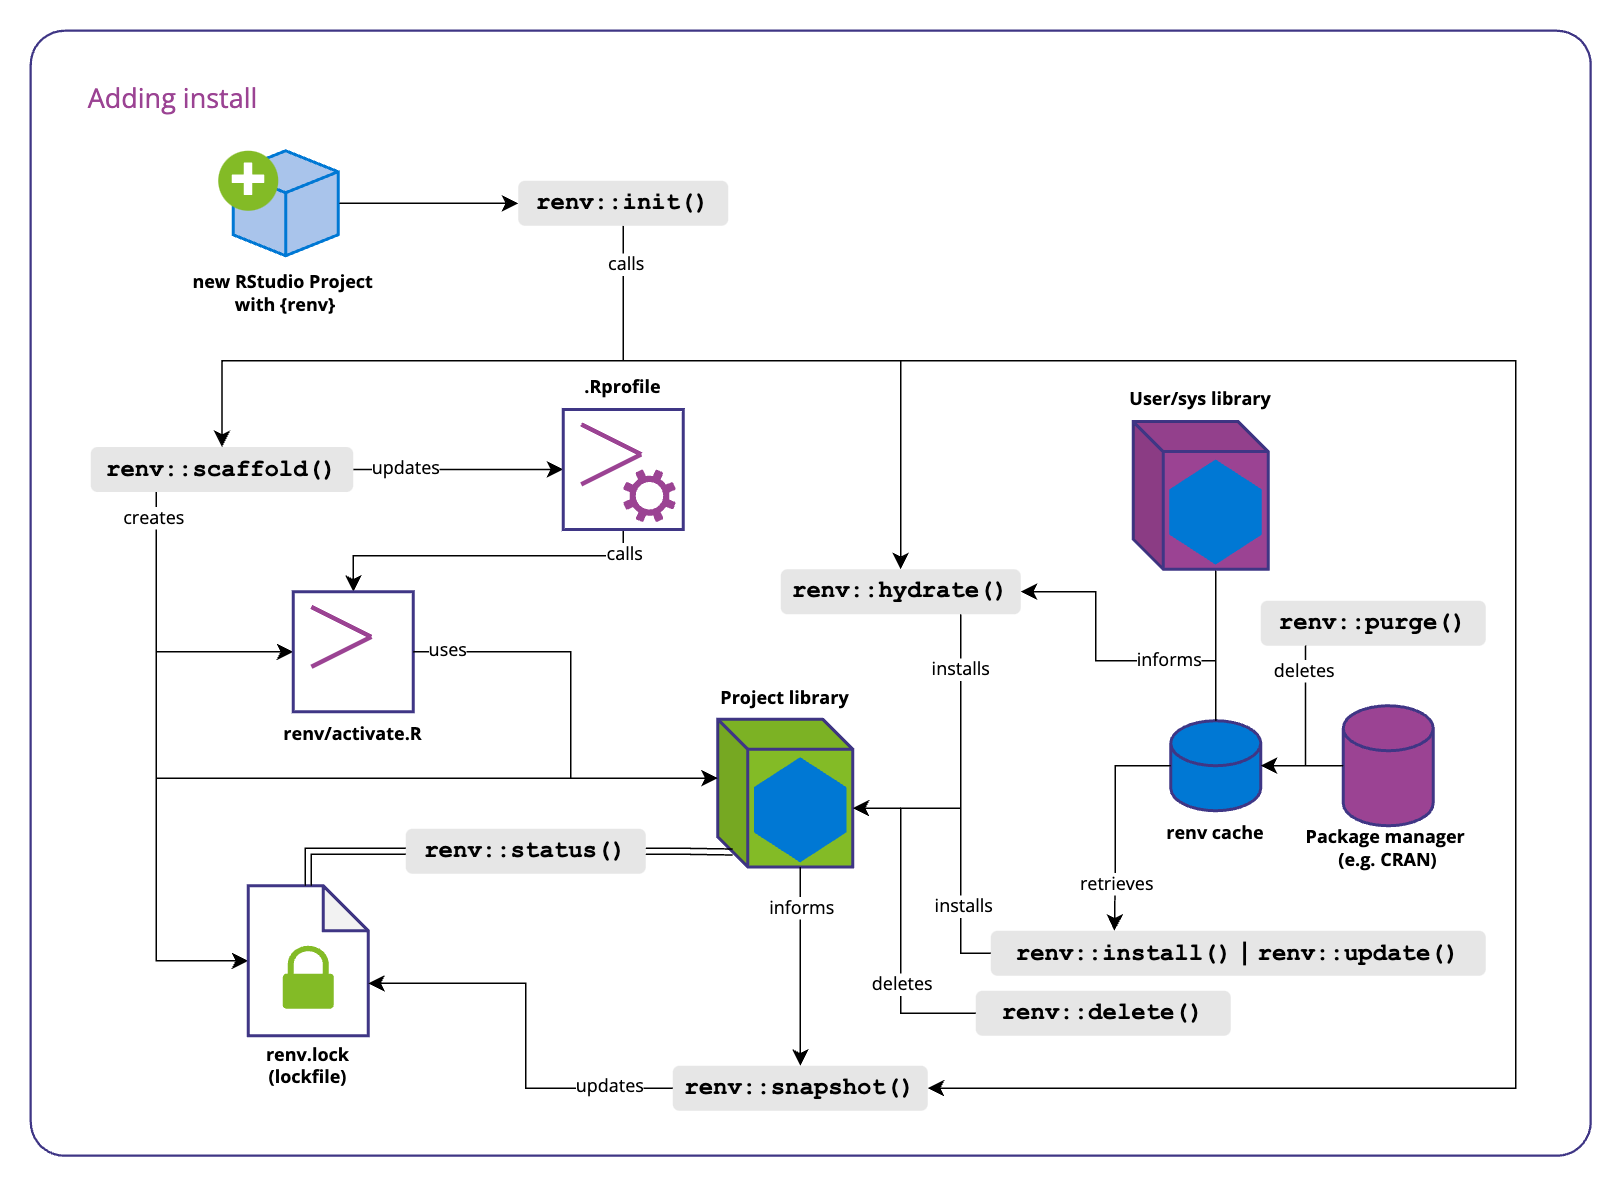 Adding install
renv::init()
calls
new RStudio Project
with {renv}
.Rprofile
User/sys library
renv::scaffold()
updates
creates
calls
renv::hydrate()
renv::purge()
uses
informs
installs
deletes
Project library
renv/activate.R
renv cache
Package manager
(e.g. CRAN)
renv::status()
retrieves
informs
installs
renv::install() | renv::update()
deletes
renv::delete()
renv.lock
(lockfile)
updates
renv::snapshot()